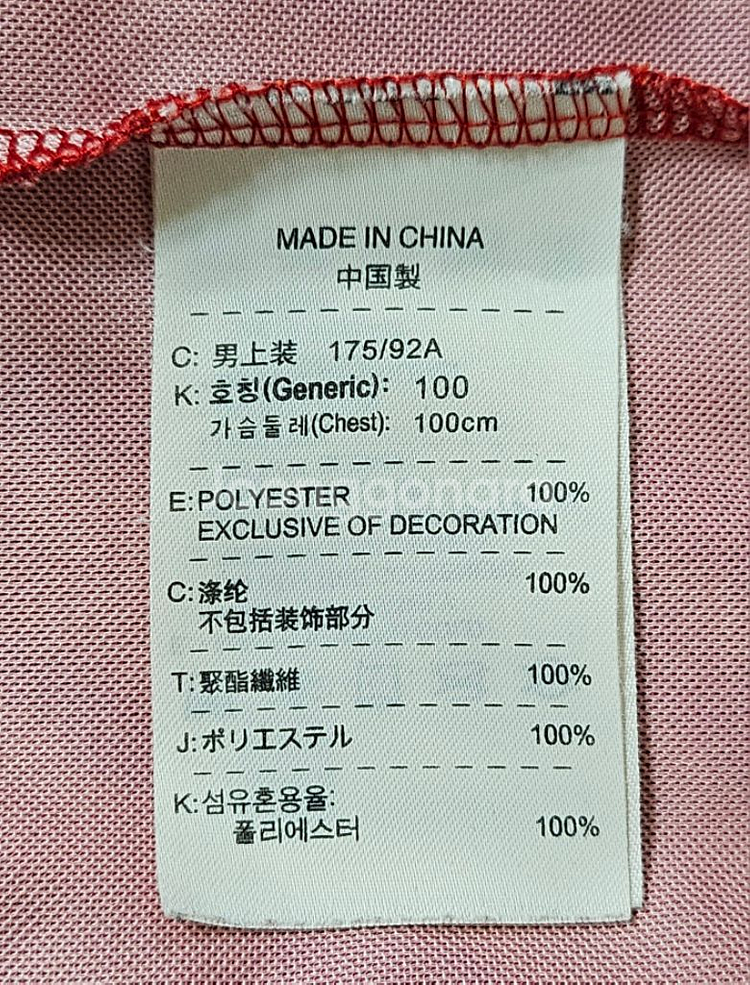 MADE IN CHINA
中国製
C: 男上装 175/92A
K: 호칭(Generic): 100
가슴둘레(Chest): 100cm
E: POLYESTER 100%
EXCLUSIVE OF DECORATION
C: 涤纶 100%
不包括装饰部分
T: 聚酯纖維 100%
J: ポリエステル 100%
K: 섬유혼용율:
폴리에스터 100%